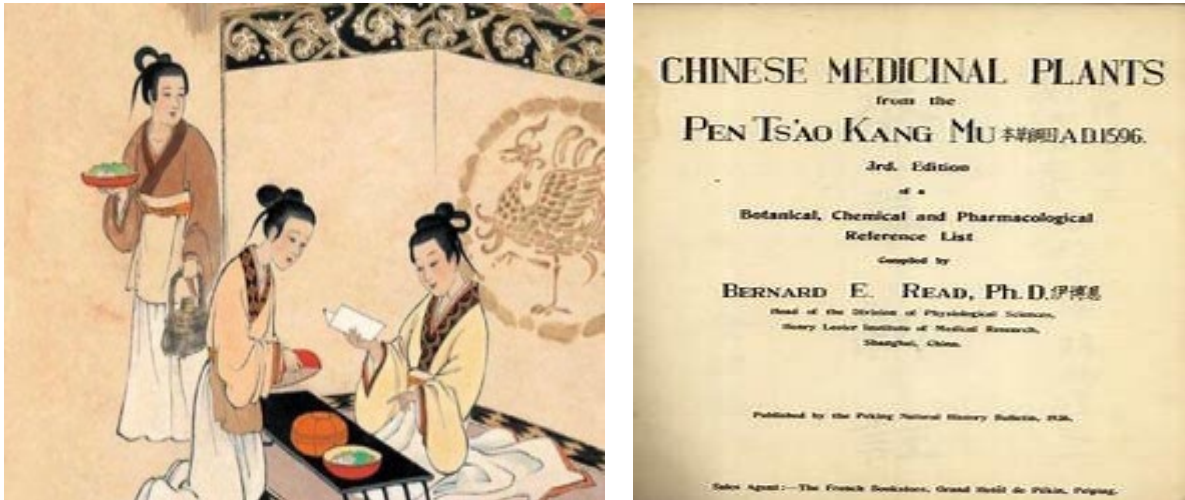 CHINESE MEDICINAL PLANTS
from the
PEN TS'AO KANG MU 本草綱目 A.D. 1596.
3rd. Edition
of a
Botanical, Chemical and Pharmacological
Reference List
Compiled by
BERNARD E. READ, Ph.D. 伊博恩
Head of the Division of Physiological Sciences,
Henry Lester Institute of Medical Research,
Shanghai, China.
Published by the Peking Natural History Bulletin, 1936.
Sales Agent:—The French Bookstore, Grand Hotel de Pékin, Peiping.